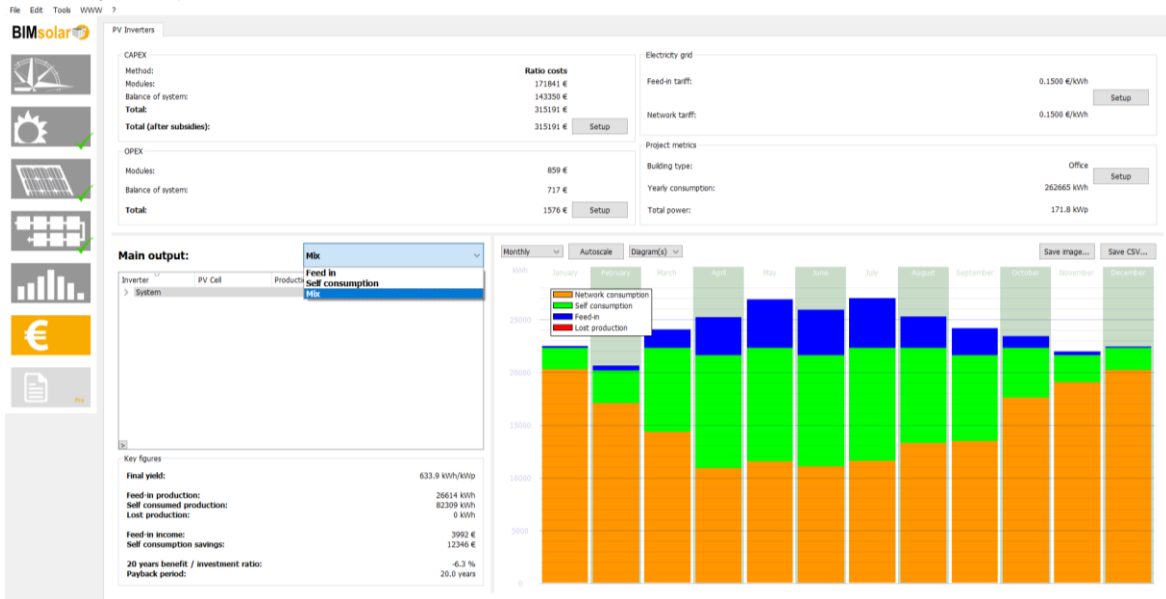 File Edit Tools WWW ?
BIMsolar
PV Inverters
CAPEX
Method: Ratio costs
Modules: 171841 €
Balance of system: 143350 €
Total: 315191 €
Total (after subsidies): 315191 € Setup
OPEX
Modules: 859 €
Balance of system: 717 €
Total: 1576 € Setup
Electricity grid
Feed-in tariff: 0.1500 €/kWh
Setup
Network tariff: 0.1500 €/kWh
Project metrics
Building type: Office
Setup
Yearly consumption: 262665 kWh
Total power: 171.8 kWp
€
Pro
Main output: Mix
Feed in
Self consumption
Mix
Inverter PV Cell
> System
>
Key figures
Final yield: 633.9 kWh/kWp
Feed-in production: 26614 kWh
Self consumed production: 82309 kWh
Lost production: 0 kWh
Feed-in income: 3992 €
Self consumption savings: 12346 €
20 years benefit / investment ratio: -6.3 %
Payback period: 20.0 years
Monthly Autoscale Diagram(s) Save image... Save CSV...
kWh January February March April May June July August September October November December
Network consumption
Self consumption
Feed-in
Lost production
25000
20000
15000
10000
5000
0